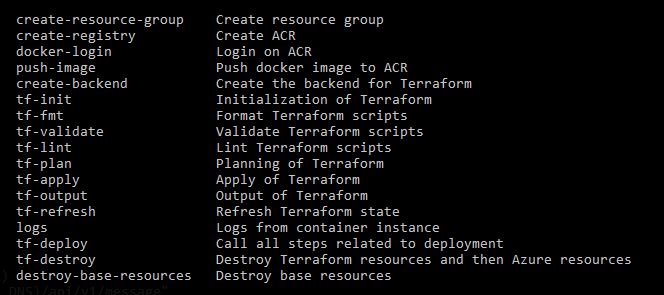 create-resource-group Create resource group
create-registry Create ACR
docker-login Login on ACR
push-image Push docker image to ACR
create-backend Create the backend for Terraform
tf-init Initialization of Terraform
tf-fmt Format Terraform scripts
tf-validate Validate Terraform scripts
tf-lint Lint Terraform scripts
tf-plan Planning of Terraform
tf-apply Apply of Terraform
tf-output Output of Terraform
tf-refresh Refresh Terraform state
logs Logs from container instance
tf-deploy Call all steps related to deployment
tf-destroy Destroy Terraform resources and then Azure resources
destroy-base-resources Destroy base resources
DNS}/api/v1/message"